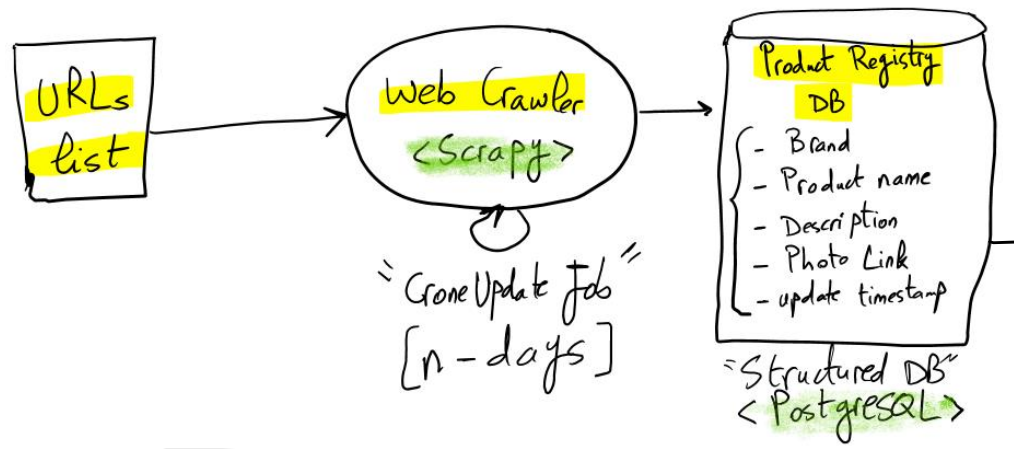 URLs
list
Web Crawler
<Scrapy>
"CroneUpdate Job"
[n-days]
Product Registry
DB
- Brand
- Product name
- Description
- Photo Link
- update timestamp
"Structured DB"
<PostgreSQL>